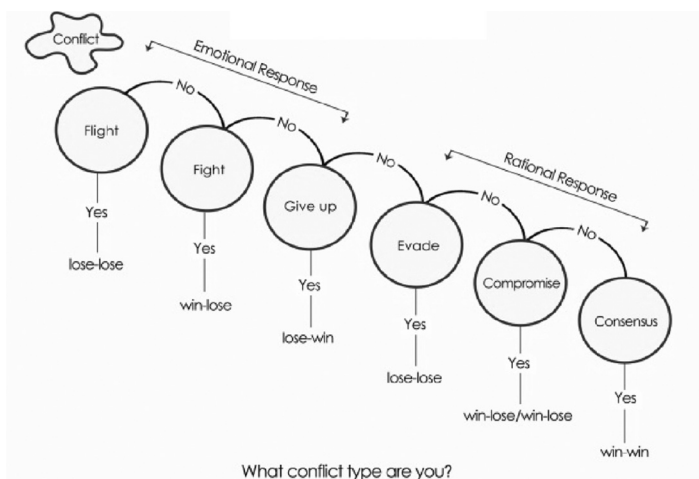 Conflict
Emotional Response
No
Flight
Yes
lose-lose
No
Fight
Yes
win-lose
No
Give up
Yes
lose-win
Rational Response
No
Evade
Yes
lose-lose
No
Compromise
Yes
win-lose/win-lose
Consensus
Yes
win-win
What conflict type are you?